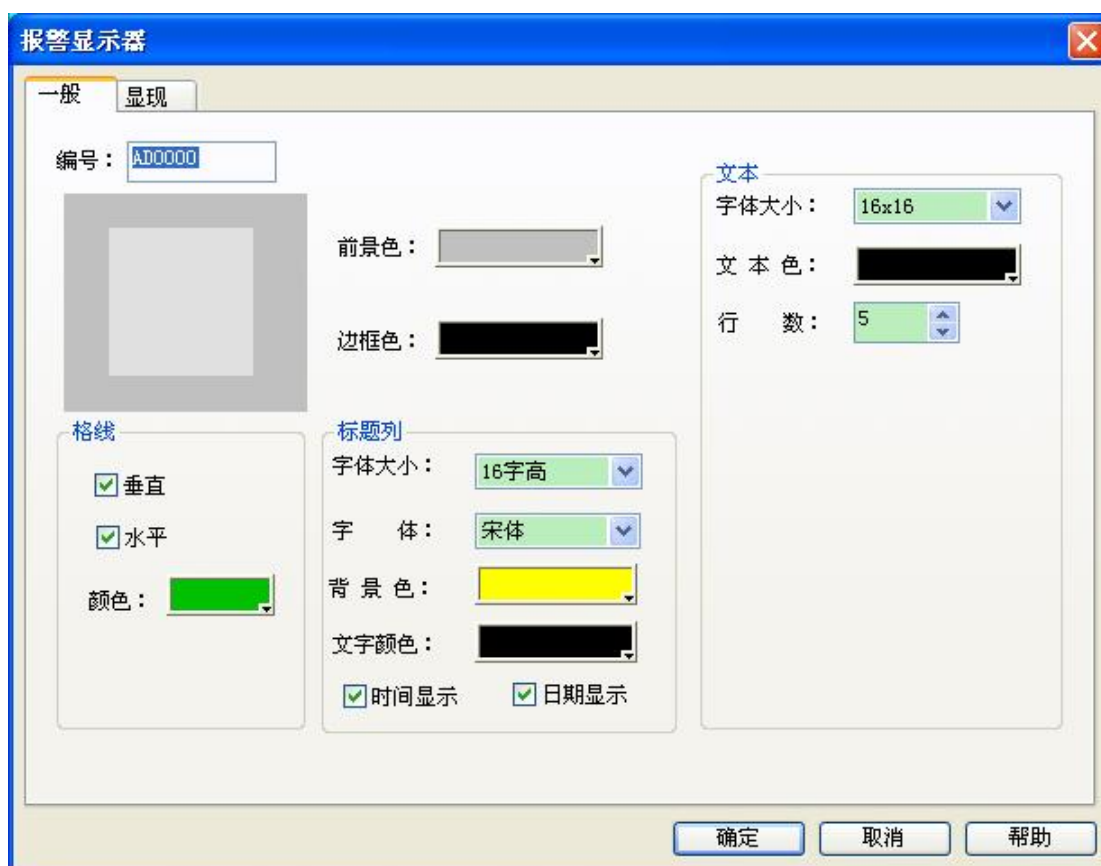 报警显示器
一般
显现
编号：
AD0000
前景色：
边框色：
文本
字体大小：
16x16
文 本 色：
行 数：
5
格线
垂直
水平
颜色：
标题列
字体大小：
16字高
字 体：
宋体
背 景 色：
文字颜色：
时间显示
日期显示
确定
取消
帮助